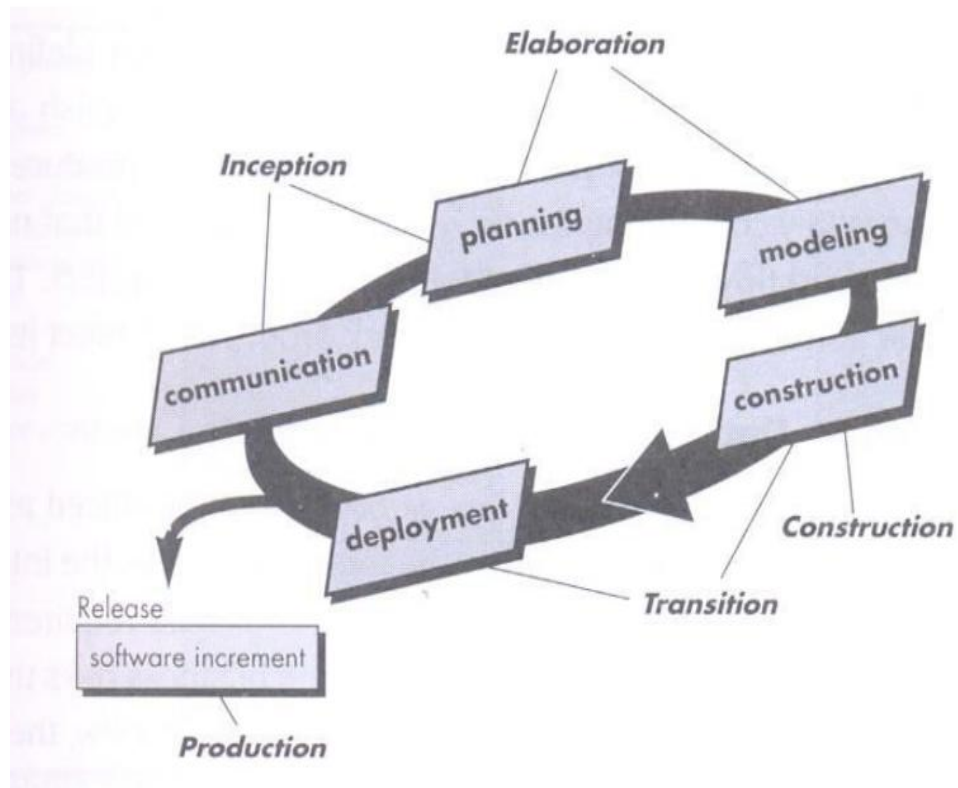 Elaboration
Inception
planning
modeling
communication
construction
deployment
Construction
Transition
Release
software increment
Production